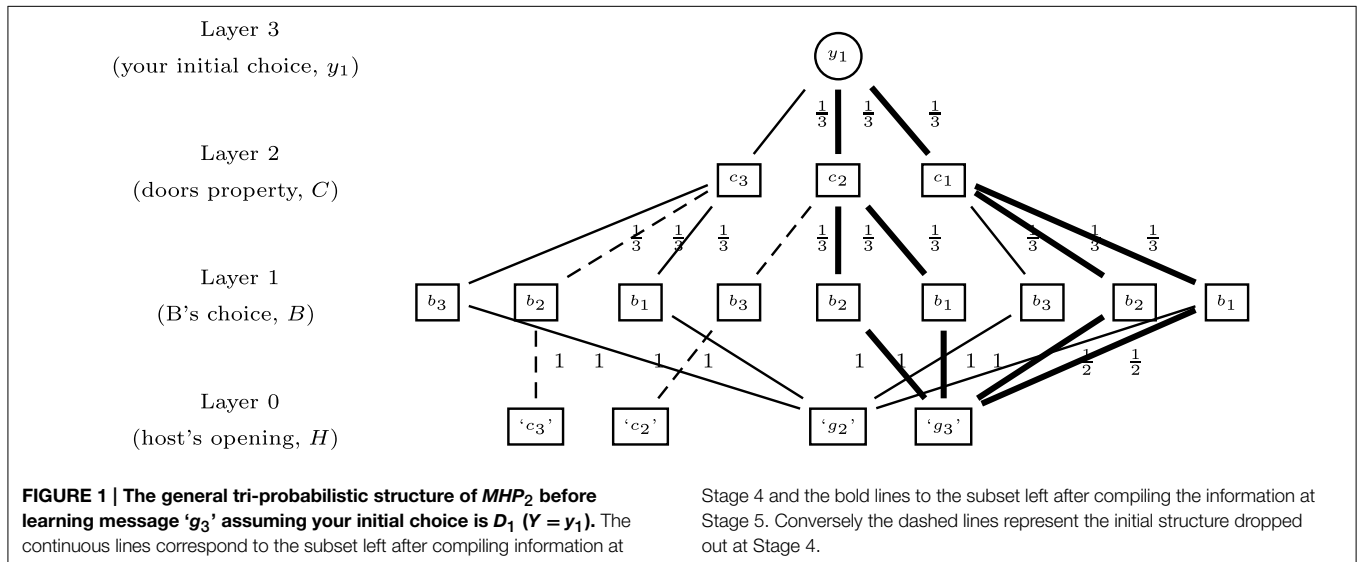 Layer 3
(your initial choice, y₁)
y₁
1/3 1/3 1/3
Layer 2
(doors property, C)
c₃ c₂ c₁
1/3 1/3 1/3 1/3 1/3 1/3 1/3 1/3 1/3
Layer 1
(B's choice, B)
b₃ b₂ b₁ b₃ b₂ b₁ b₃ b₂ b₁
1 1 1 1 1 1 1 1 1/2 1/2
Layer 0
(host's opening, H)
‘c₃’ ‘c₂’ ‘g₂’ ‘g₃’
FIGURE 1 | The general tri-probabilistic structure of MHP₂ before
learning message ‘g₃’ assuming your initial choice is D₁ (Y = y₁). The
continuous lines correspond to the subset left after compiling information at
Stage 4 and the bold lines to the subset left after compiling the information at
Stage 5. Conversely the dashed lines represent the initial structure dropped
out at Stage 4.